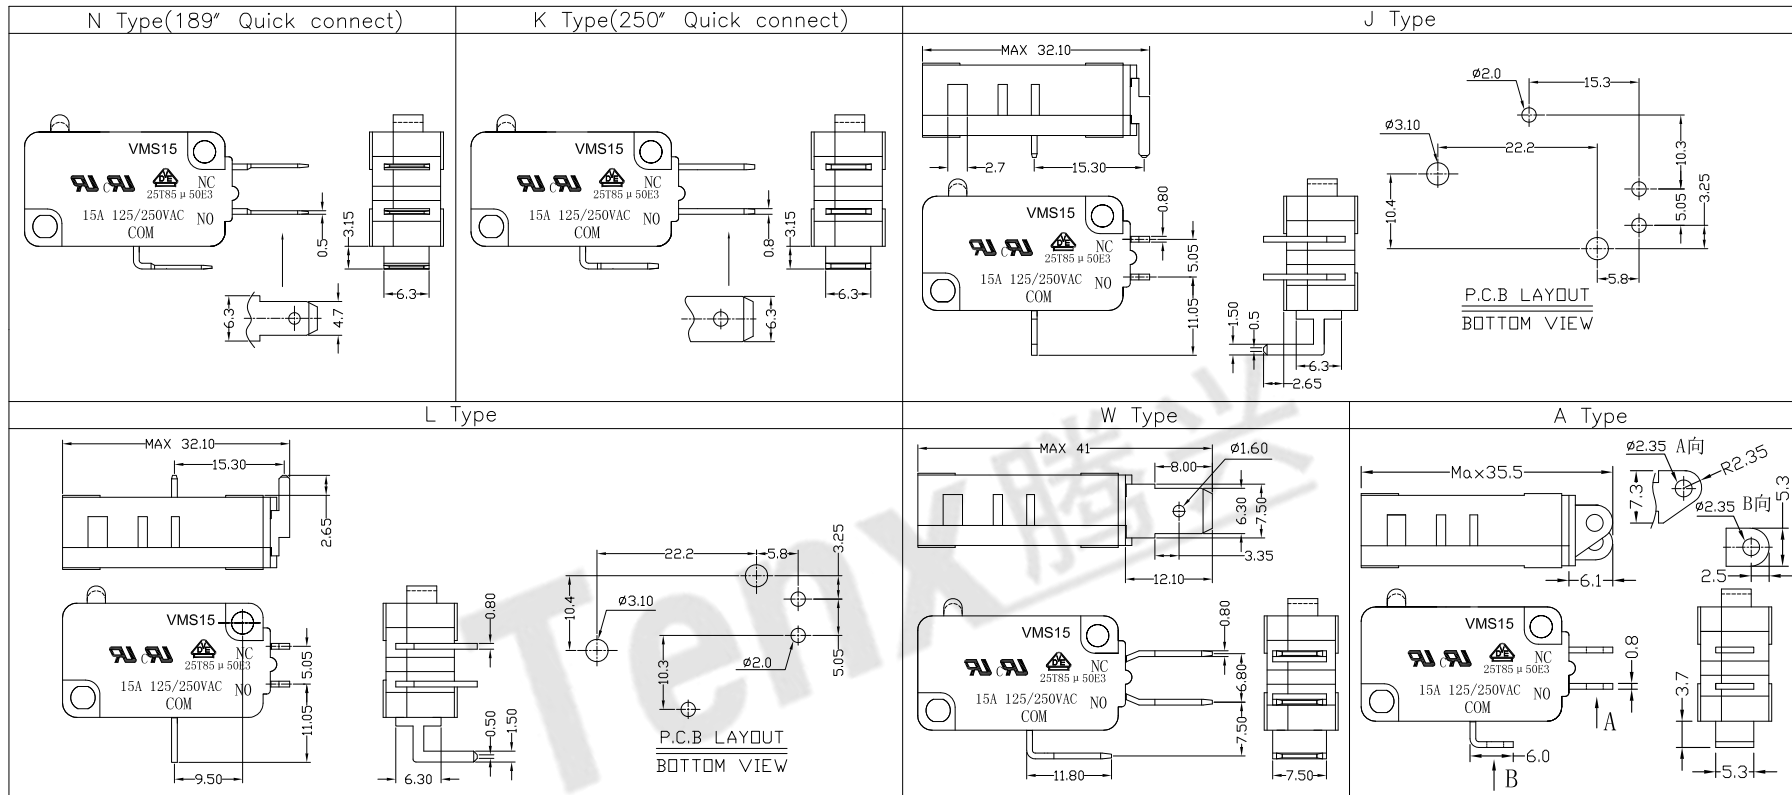 N Type(189″ Quick connect)
VMS15
NC
25T85 µ 50E3
15A 125/250VAC NO
COM
0.5
3.15
6.3
6.3
4.7
K Type(250″ Quick connect)
VMS15
NC
25T85 µ 50E3
15A 125/250VAC NO
COM
0.8
3.15
6.3
6.3
J Type
MAX 32.10
2.7
15.30
VMS15
NC
25T85 µ 50E3
15A 125/250VAC NO
COM
0.80
5.05
11.05
1.50
0.5
6.3
2.65
ø2.0
15.3
ø3.10
22.2
10.3
10.4
5.05
3.25
5.8
P.C.B LAYOUT
BOTTOM VIEW
L Type
MAX 32.10
15.30
2.65
VMS15
NC
25T85 µ 50E3
15A 125/250VAC NO
COM
5.05
11.05
9.50
0.80
0.50
1.50
6.30
22.2
5.8
3.25
10.4
ø3.10
ø2.0
5.05
10.3
P.C.B LAYOUT
BOTTOM VIEW
W Type
MAX 41
8.00
ø1.60
6.30
7.50
3.35
12.10
VMS15
NC
25T85 µ 50E3
15A 125/250VAC NO
COM
0.80
6.80
7.50
11.80
7.50
A Type
Max35.5
6.1
ø2.35 A向
R2.35
7.3
ø2.35 B向
5.3
2.5
VMS15
NC
25T85 µ 50E3
15A 125/250VAC NO
COM
0.8
A
6.0
B
3.7
5.3
Tenx腾兴